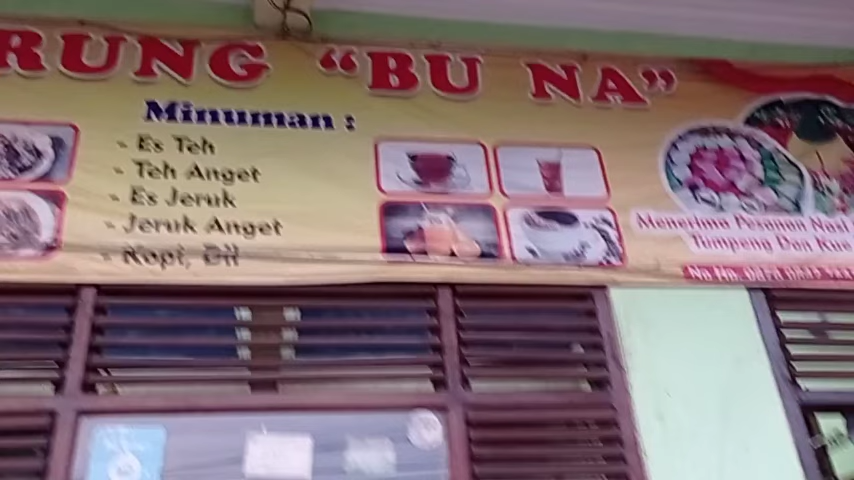 RUNG "BU NA"
Minuman :
- Es Teh
- Teh Anget
- Es Jeruk
- Jeruk Anget
- Kopi, Dll
Menerima Pesanan Nasi
Tumpeng Dan Kue